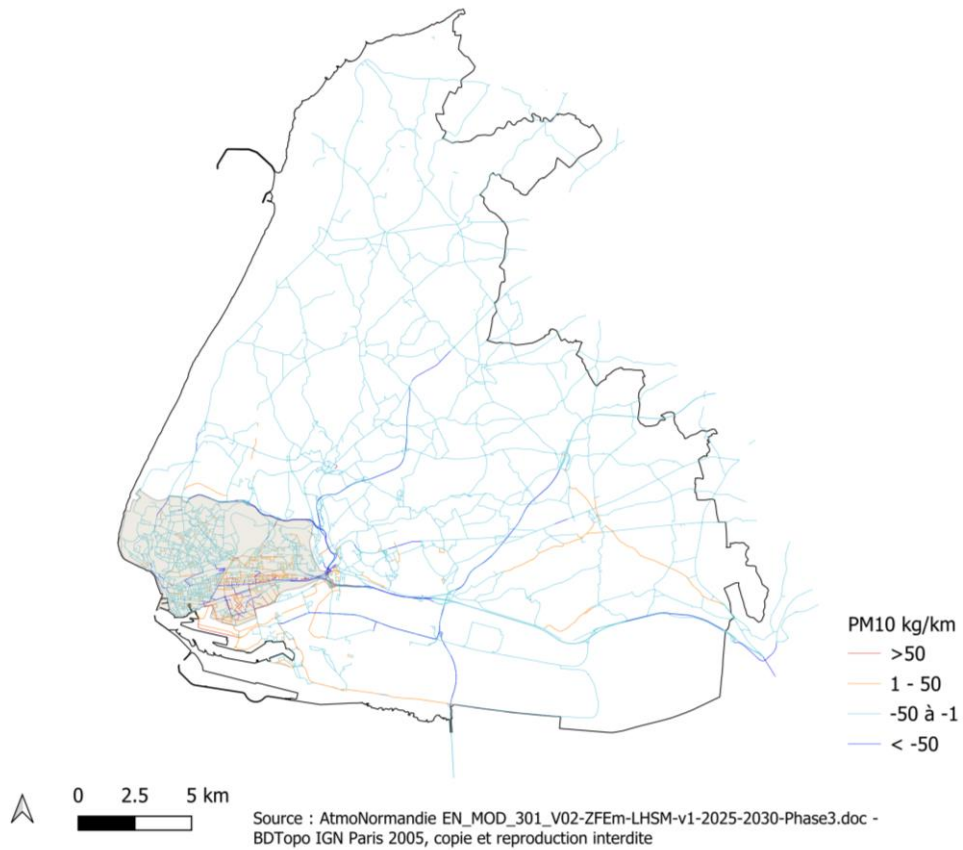 PM10 kg/km
>50
1 - 50
-50 à -1
< -50
0 2.5 5 km
Source : AtmoNormandie EN_MOD_301_V02-ZFEm-LHSM-v1-2025-2030-Phase3.doc -
BDTopo IGN Paris 2005, copie et reproduction interdite